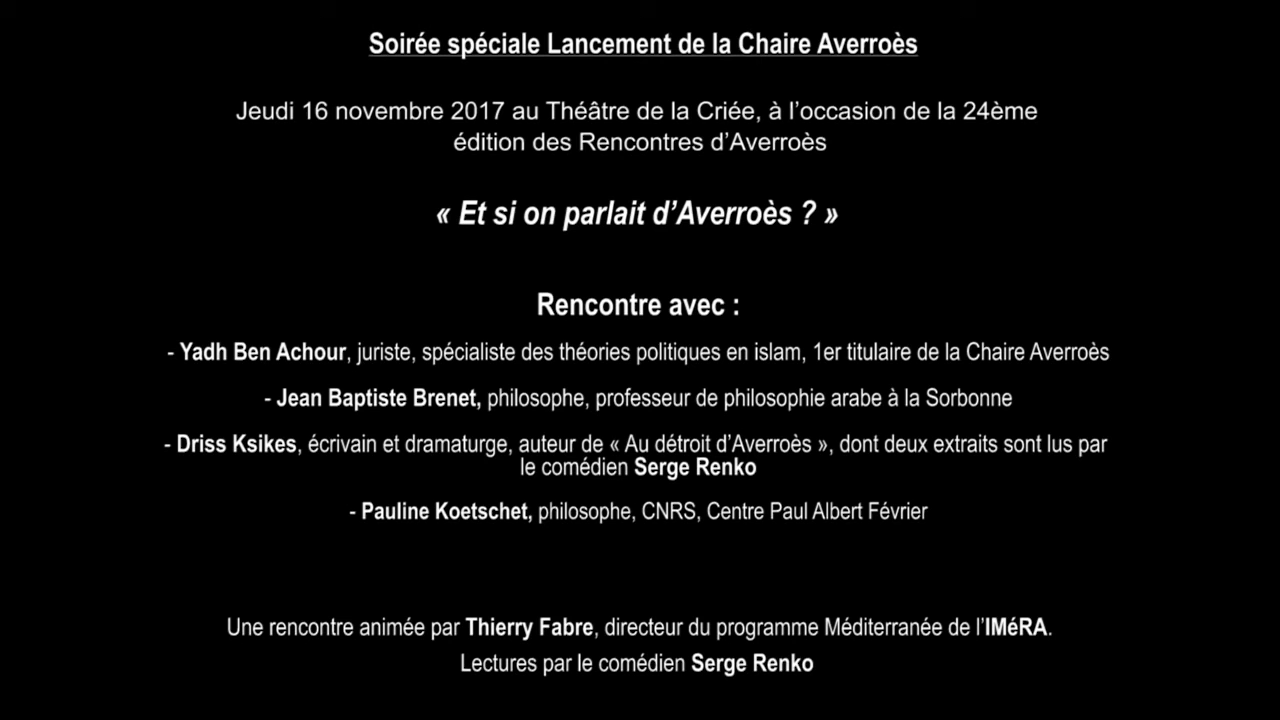 Soirée spéciale Lancement de la Chaire Averroès
Jeudi 16 novembre 2017 au Théâtre de la Criée, à l’occasion de la 24ème
édition des Rencontres d’Averroès
« Et si on parlait d’Averroès ? »
Rencontre avec :
- Yadh Ben Achour, juriste, spécialiste des théories politiques en islam, 1er titulaire de la Chaire Averroès
- Jean Baptiste Brenet, philosophe, professeur de philosophie arabe à la Sorbonne
- Driss Ksikes, écrivain et dramaturge, auteur de « Au détroit d’Averroès », dont deux extraits sont lus par
le comédien Serge Renko
- Pauline Koetschet, philosophe, CNRS, Centre Paul Albert Février
Une rencontre animée par Thierry Fabre, directeur du programme Méditerranée de l’IMéRA.
Lectures par le comédien Serge Renko